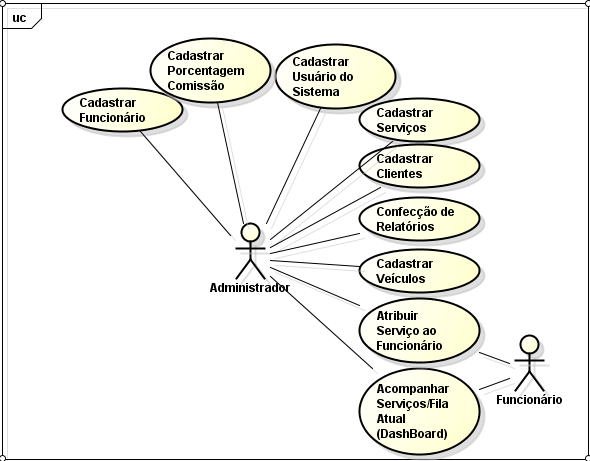 uc
Cadastrar
Porcentagem
Comissão
Cadastrar
Usuário do
Sistema
Cadastrar
Funcionário
Cadastrar
Serviços
Cadastrar
Clientes
Confecção de
Relatórios
Cadastrar
Veículos
Administrador
Atribuir
Serviço ao
Funcionário
Acompanhar
Serviços/Fila
Atual
(DashBoard)
Funcionário